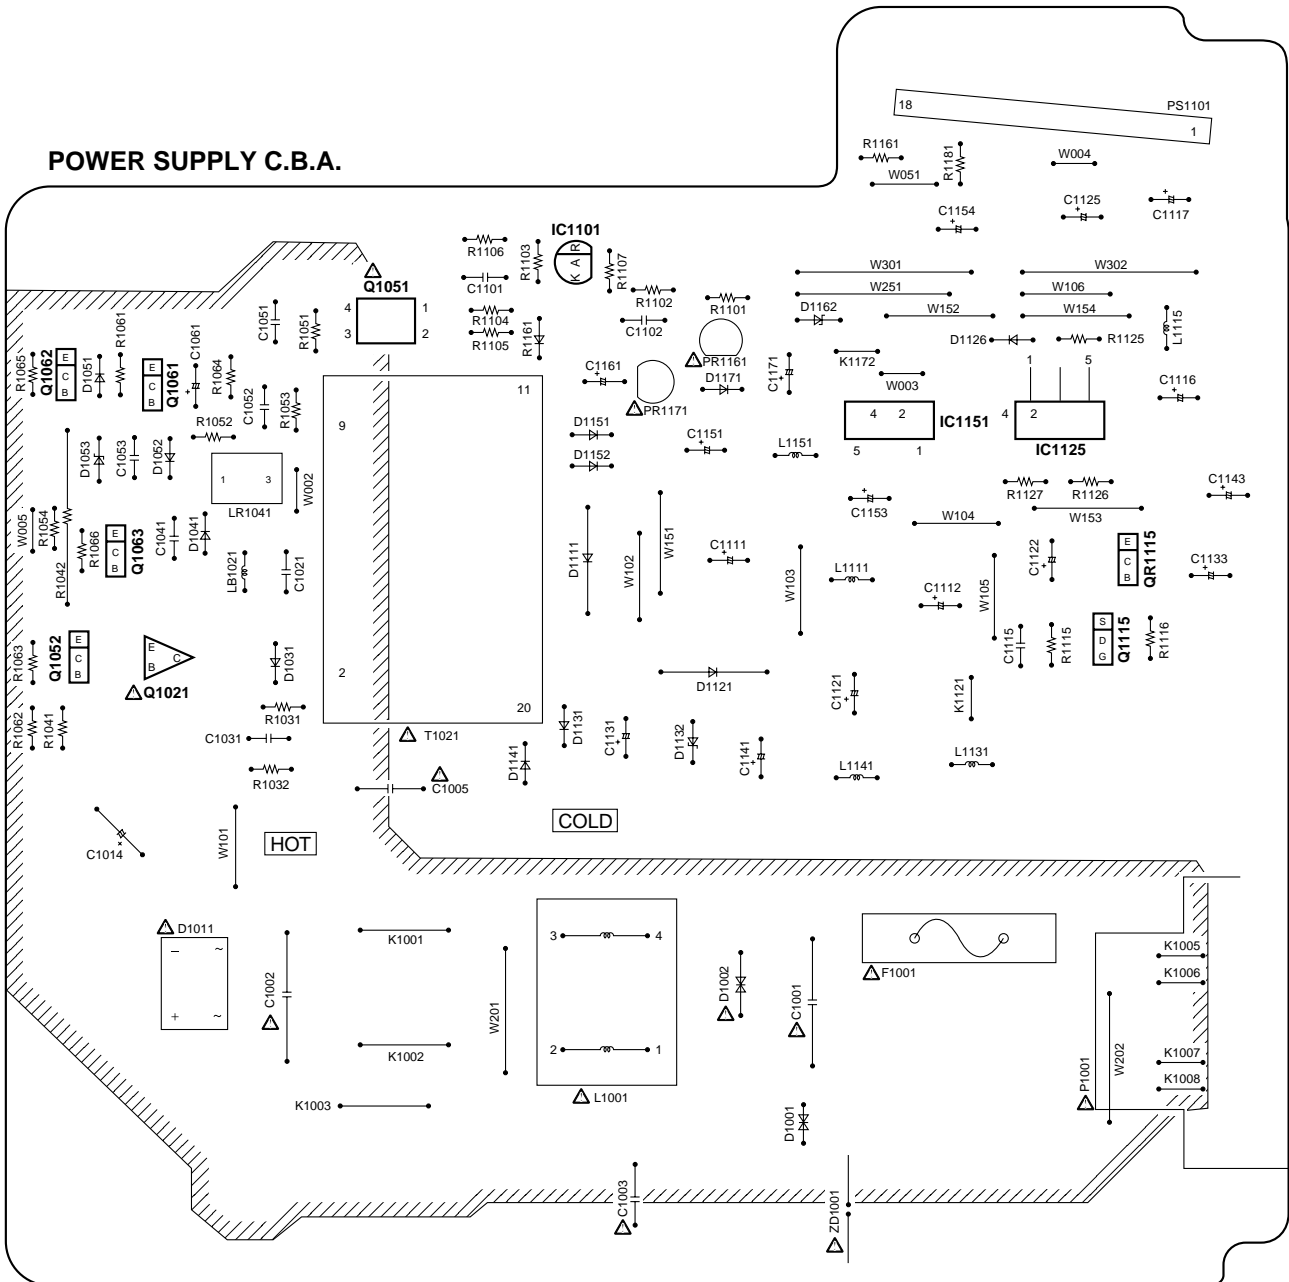 18
PS1101
1
R1161
R1181
W004
POWER SUPPLY C.B.A.
W051
C1154
C1125
C1117
IC1101
R1106
R1103
K A R
R1107
Q1051
C1101
W301
W302
4
1
3
2
C1051
R1051
R1104
R1105
R1161
R1102
C1102
R1101
W251
W106
D1162
W152
W154
L1115
R1065
Q1062
E
C
B
D1051
R1061
Q1061
E
C
B
C1061
R1064
C1052
R1053
PR1161
K1172
D1126
R1125
1
5
C1161
D1171
C1171
W003
PR1171
C1116
11
9
R1052
4
2
IC1151
5
1
4
2
IC1125
D1151
C1151
L1151
D1053
C1053
D1052
D1152
1
3
LR1041
W002
R1127
R1126
C1143
C1153
W153
W104
W005
R1054
R1042
R1066
Q1063
E
C
B
C1041
D1041
LB1021
C1021
D1111
W102
W151
C1111
W103
L1111
C1112
W105
C1122
E
C
B
QR1115
C1133
R1063
Q1052
E
C
B
E
B
C
Q1021
D1031
C1115
R1115
S
D
G
Q1115
R1116
2
20
D1121
C1121
K1121
R1062
R1041
R1031
C1031
T1021
D1131
C1131
D1132
C1141
D1141
R1032
C1005
L1141
L1131
COLD
HOT
W101
C1014
D1011
−
~
+
~
C1002
K1001
K1002
K1003
W201
3
4
2
1
L1001
D1002
C1001
F1001
D1001
K1005
K1006
K1007
K1008
W202
P1001
C1003
ZD1001